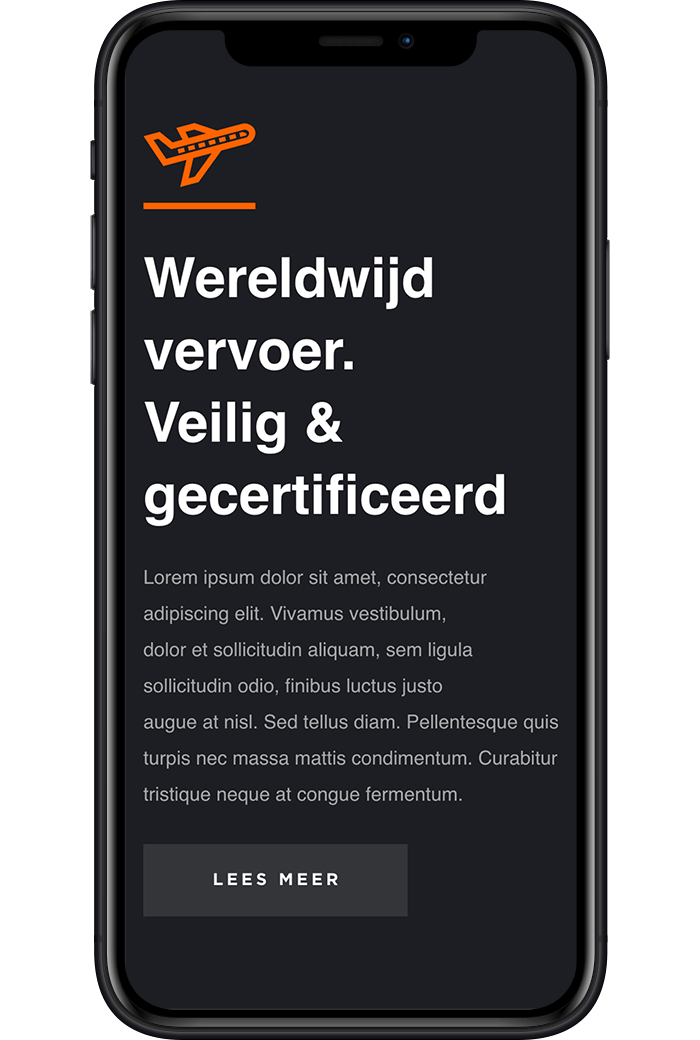 Wereldwijd
vervoer.
Veilig &
gecertificeerd
Lorem ipsum dolor sit amet, consectetur
adipiscing elit. Vivamus vestibulum,
dolor et sollicitudin aliquam, sem ligula
sollicitudin odio, finibus luctus justo
augue at nisl. Sed tellus diam. Pellentesque quis
turpis nec massa mattis condimentum. Curabitur
tristique neque at congue fermentum.
LEES MEER